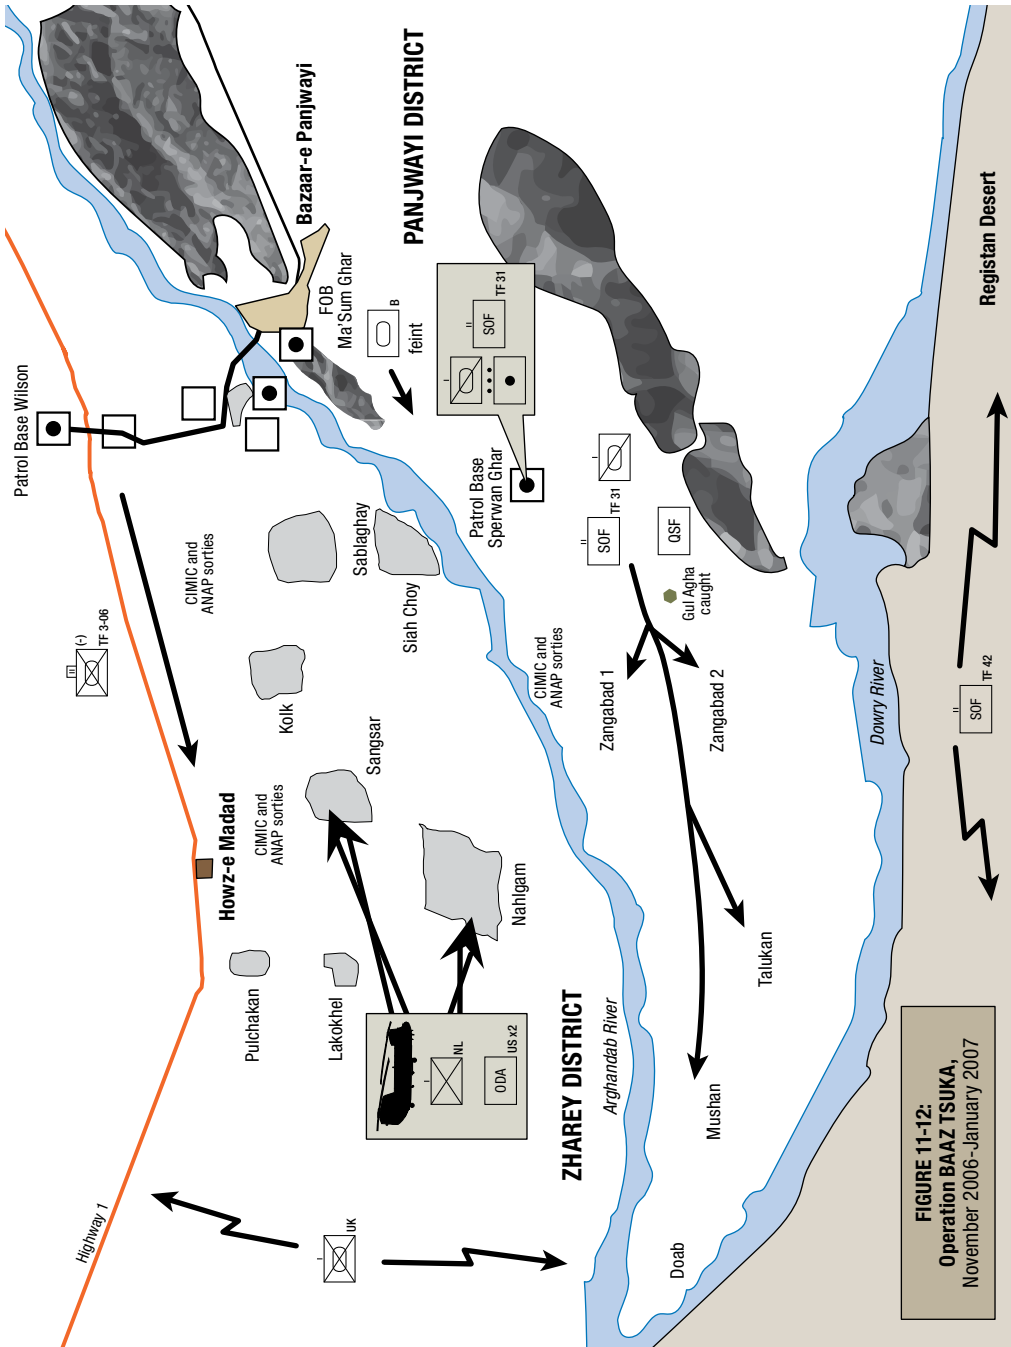 Highway 1
Patrol Base Wilson
I
UK
II
(-)
TF 3-06
CIMIC and
ANAP sorties
Howz-e Madad
CIMIC and
ANAP sorties
Pulchakan
Lakokhel
Kolk
Sangsar
Nahlgam
Sablaghay
Siah Choy
I
NL
ODA
US x2
ZHAREY DISTRICT
Arghandab River
Bazaar-e Panjwayi
FOB
Ma'Sum Ghar
B
feint
PANJWAYI DISTRICT
I
II
SOF
TF 31
Patrol Base
Sperwan Ghar
CIMIC and
ANAP sorties
I
II
SOF
TF 31
QSF
Gul Agha
caught
Zangabad 1
Zangabad 2
Talukan
Mushan
Doab
Dowry River
II
SOF
TF 42
Registan Desert
FIGURE 11-12:
Operation BAAZ TSUKA,
November 2006-January 2007